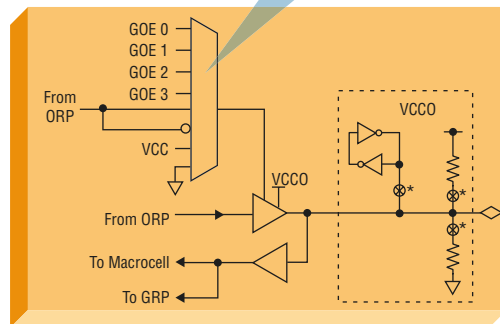 GOE 0
GOE 1
GOE 2
GOE 3
From
ORP
VCC
VCCO
VCCO
*
*
*
From ORP
To Macrocell
To GRP